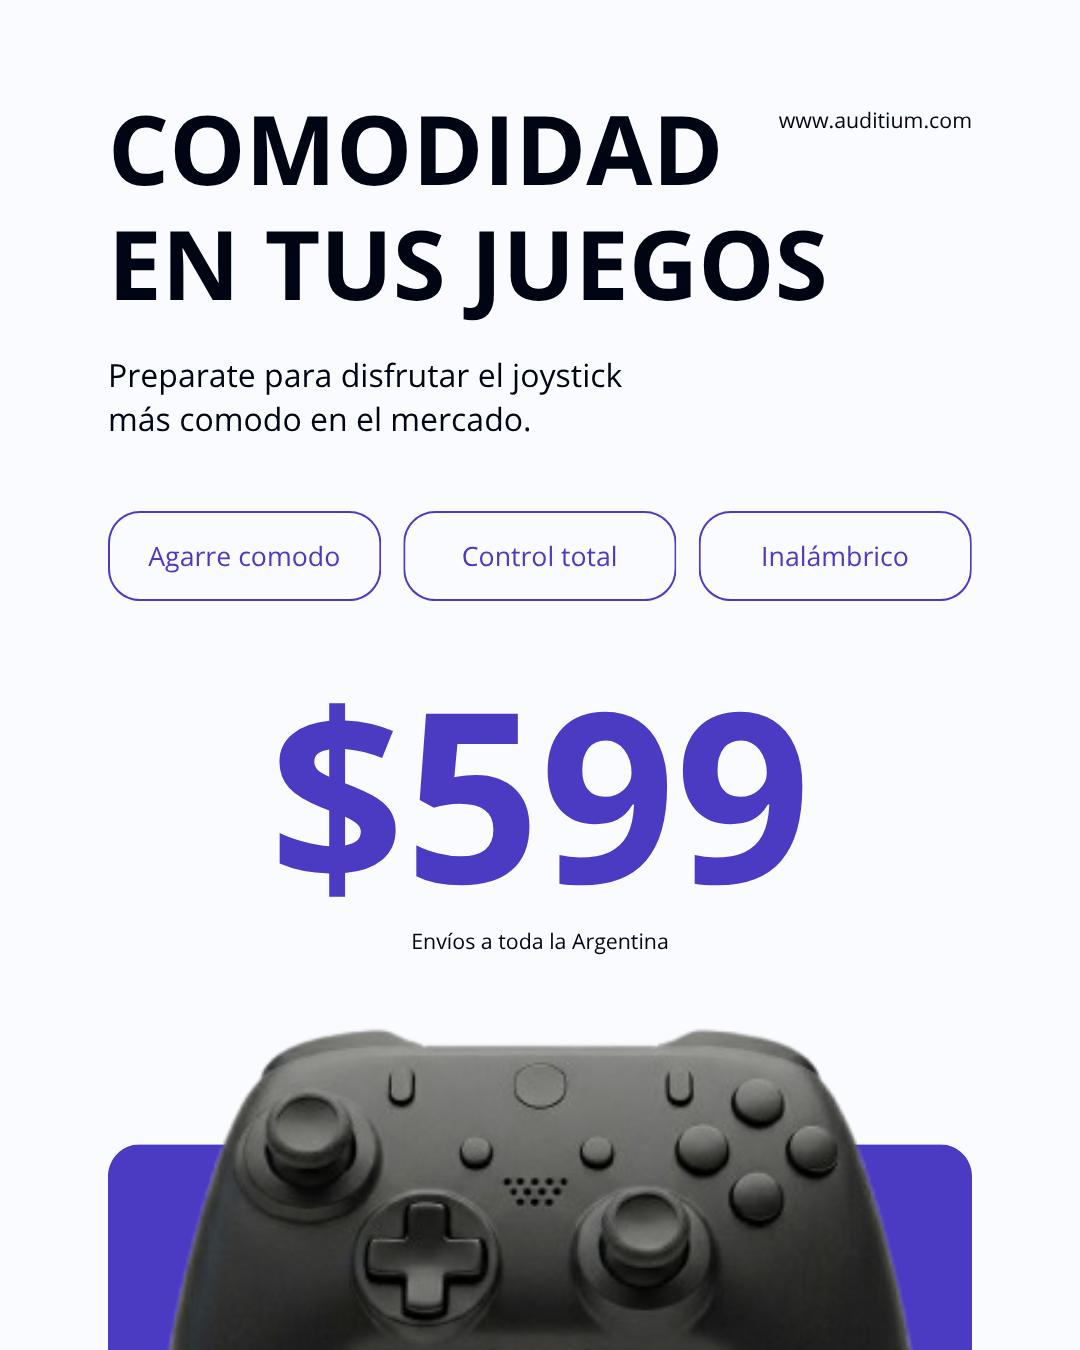 COMODIDAD
www.auditium.com
EN TUS JUEGOS
Preparate para disfrutar el joystick
más comodo en el mercado.
Agarre comodo
Control total
Inalámbrico
$599
Envíos a toda la Argentina